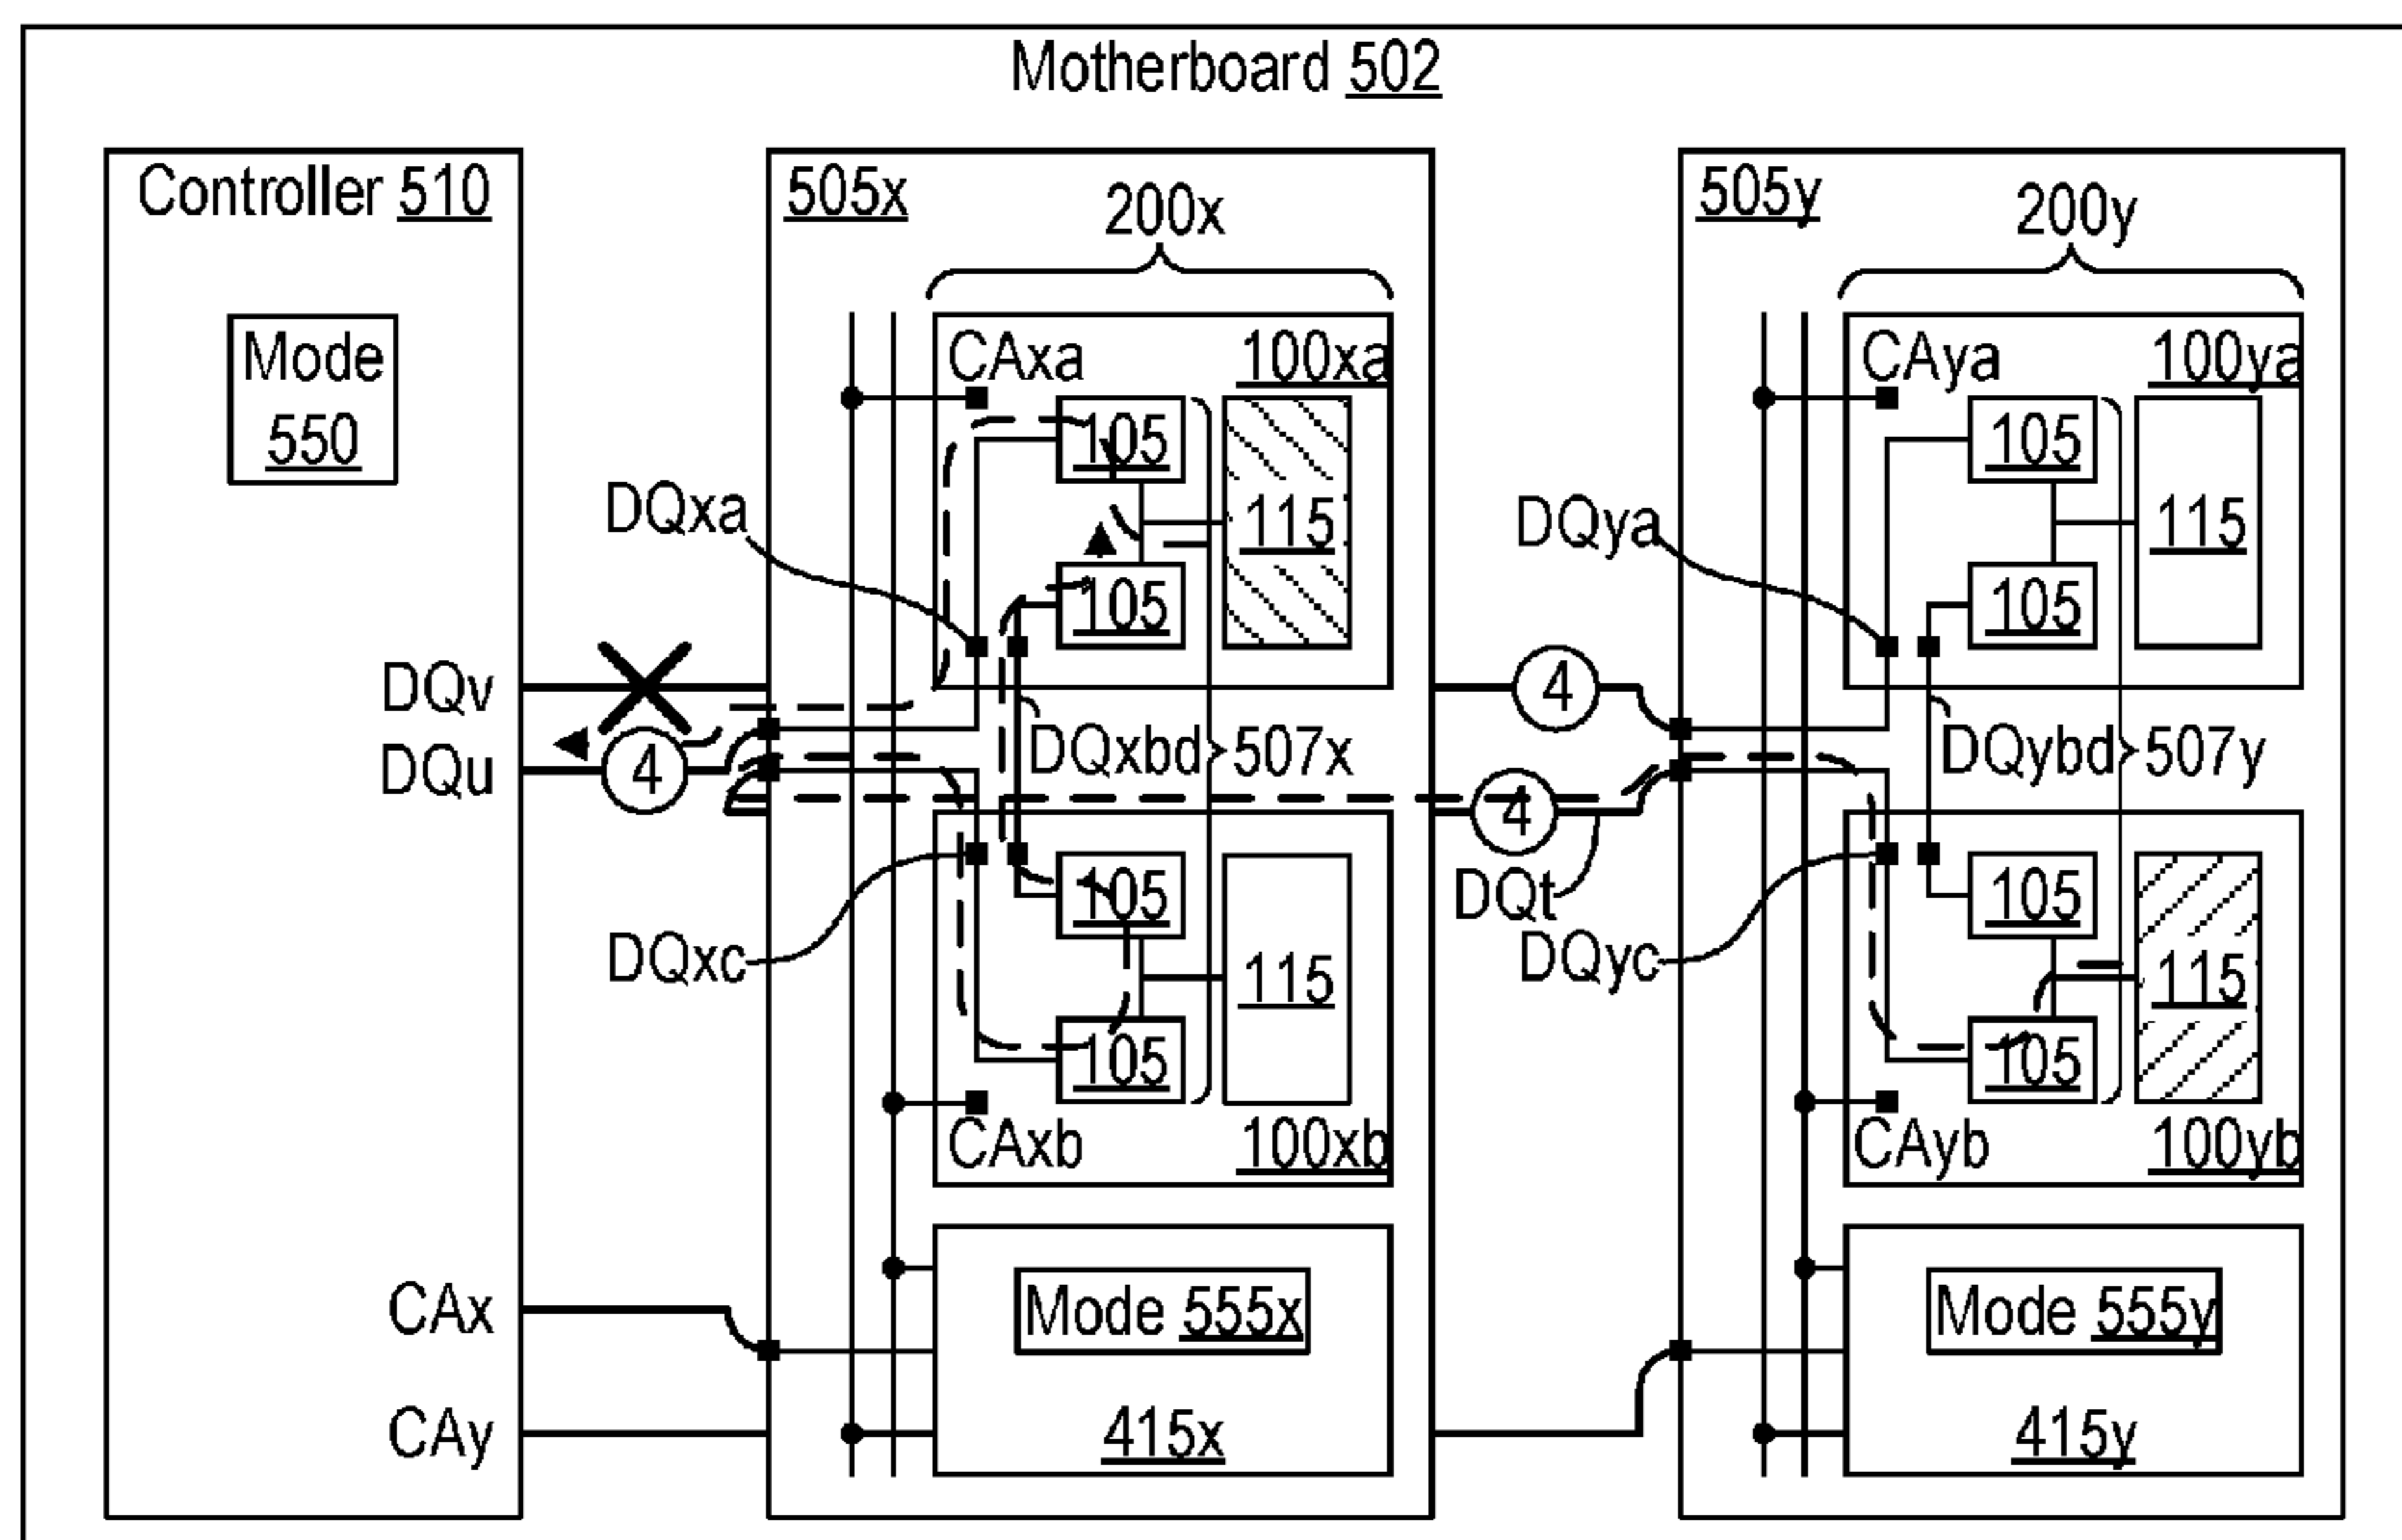 Motherboard 502
Controller 510
Mode
550
DQv
DQu
CAx
CAy
505x
200x
CAxa
100xa
105
115
105
DQxa
DQxbd
507x
4
DQxc
105
115
105
CAxb
100xb
Mode 555x
415x
4
4
DQt
505y
200y
CAya
100ya
105
115
105
DQya
DQybd
507y
DQyc
105
115
105
CAyb
100yb
Mode 555y
415y